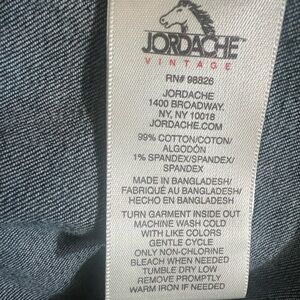 JORDACHE
VINTAGE
RN# 98826
JORDACHE
1400 BROADWAY,
NY, NY 10018
JORDACHE.COM
99% COTTON/COTTON/
ALGODÓN
1% SPANDEX/SPANDEX/
SPANDEX
MADE IN BANGLADESH/
FABRIQUÉ AU BANGLADESH/
HECHO EN BANGLADESH
TURN GARMENT INSIDE OUT
MACHINE WASH COLD
WITH LIKE COLORS
GENTLE CYCLE
ONLY NON-CHLORINE
BLEACH WHEN NEEDED
TUMBLE DRY LOW
REMOVE PROMPTLY
WARM IRON IF NEEDED